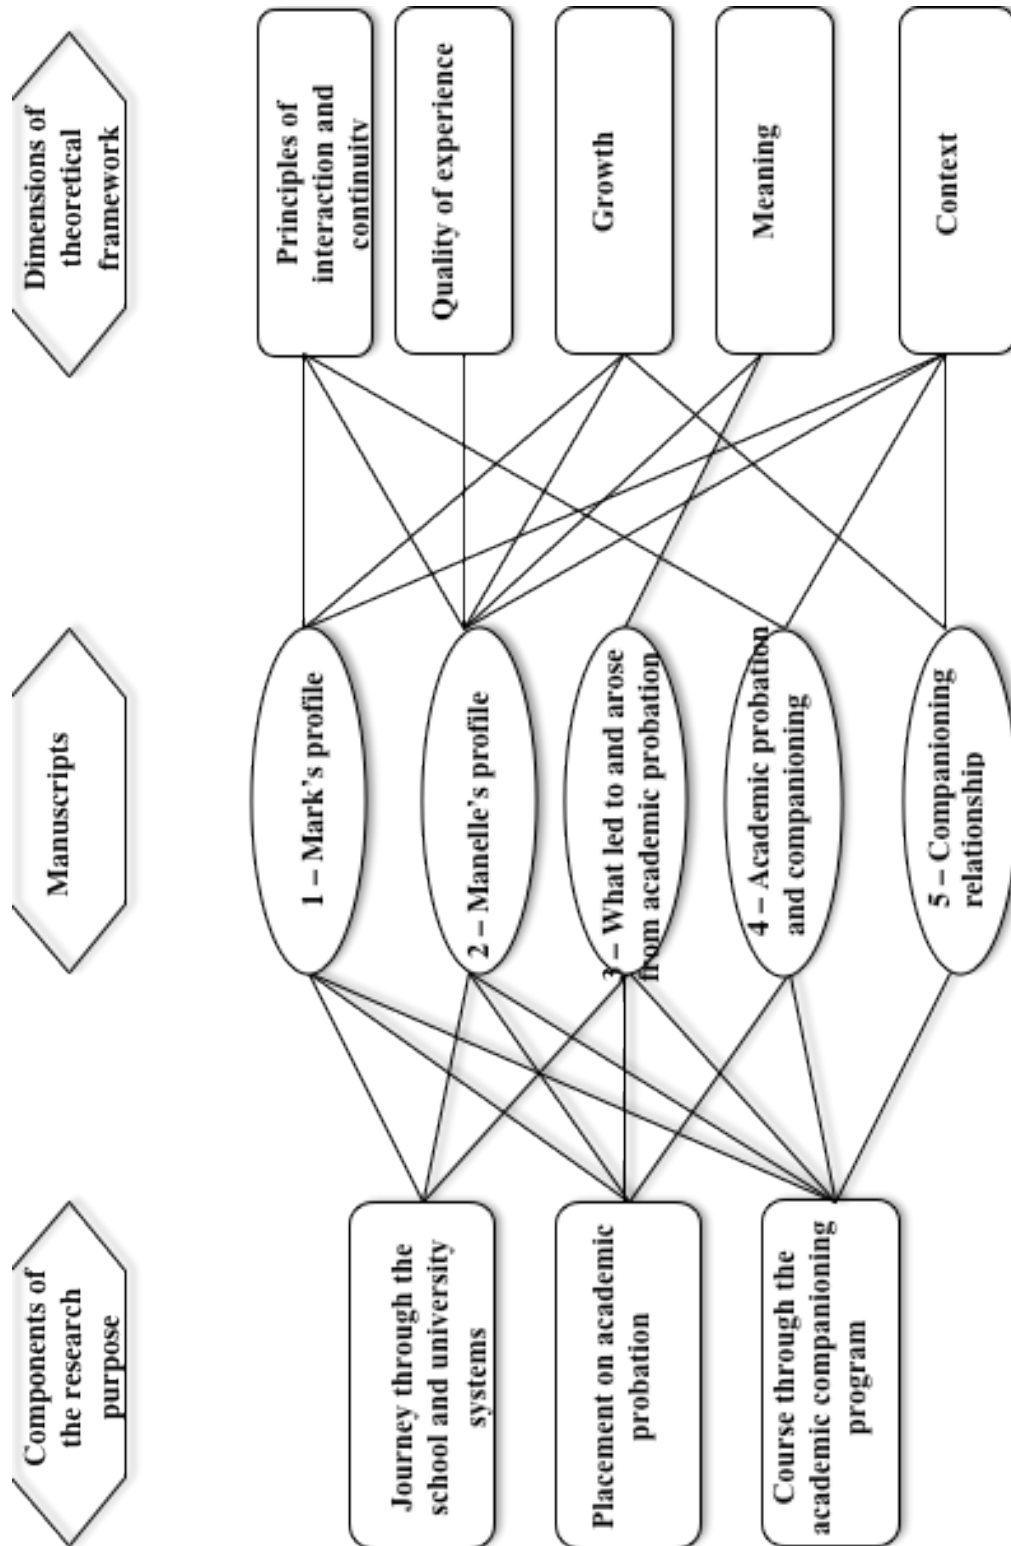 Components of
the research
purpose
Manuscripts
Dimensions of
theoretical
framework
Journey through the
school and university
systems
Placement on academic
probation
Course through the
academic companioning
program
1 – Mark’s profile
2 – Manelle’s profile
3 – What led to and arose
from academic probation
4 – Academic probation
and companioning
5 – Companioning
relationship
Principles of
interaction and
continuity
Quality of experience
Growth
Meaning
Context